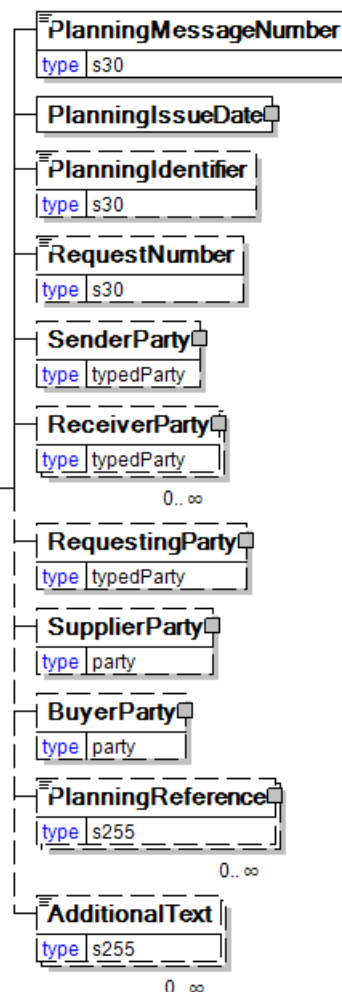 PlanningMessageNumber
type s30
PlanningIssueDate
PlanningIdentifier
type s30
RequestNumber
type s30
SenderParty
type typedParty
ReceiverParty
type typedParty
0.. ∞
RequestingParty
type typedParty
SupplierParty
type party
BuyerParty
type party
PlanningReference
type s255
0.. ∞
AdditionalText
type s255
0.. ∞